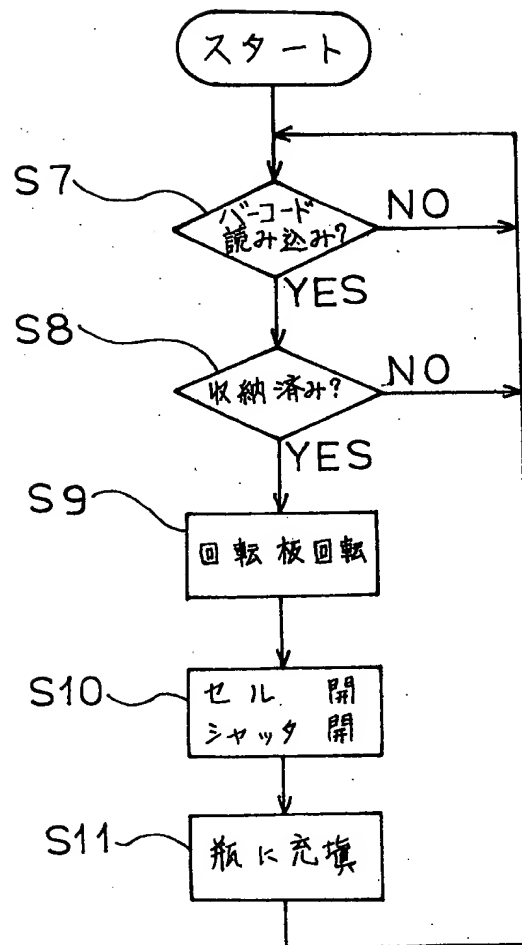 スタート
S7
バーコード
読み込み?
NO
YES
S8
収納済み?
NO
YES
S9
回転板回転
S10
セル 開
シャッタ 開
S11
瓶に充填